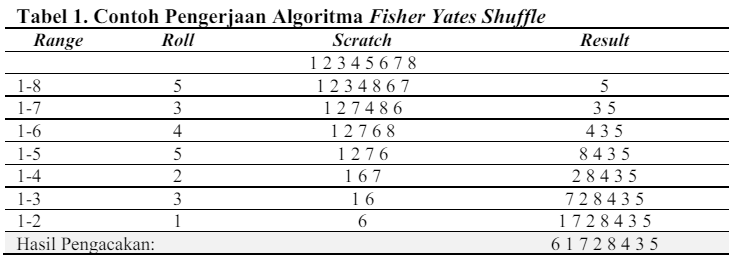 Tabel 1. Contoh Pengerjaan Algoritma Fisher Yates Shuffle
Range Roll Scratch Result
1 2 3 4 5 6 7 8
1-8 5 1 2 3 4 8 6 7 5
1-7 3 1 2 7 4 8 6 3 5
1-6 4 1 2 7 6 8 4 3 5
1-5 5 1 2 7 6 8 4 3 5
1-4 2 1 6 7 2 8 4 3 5
1-3 3 1 6 7 2 8 4 3 5
1-2 1 6 1 7 2 8 4 3 5
Hasil Pengacakan: 6 1 7 2 8 4 3 5